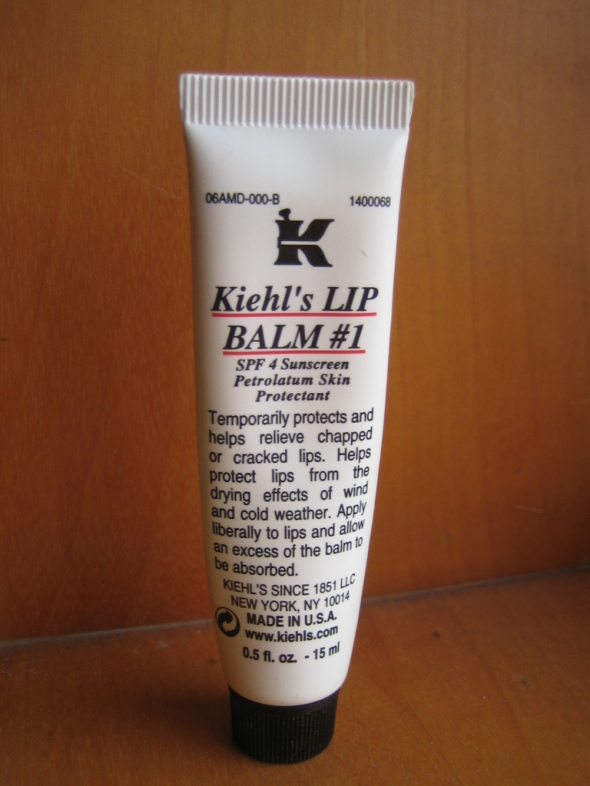 06AMD-000-B 1400068
K
Kiehl's LIP
BALM #1
SPF 4 Sunscreen
Petrolatum Skin
Protectant
Temporarily protects and
helps relieve chapped
or cracked lips. Helps
protect lips from the
drying effects of wind
and cold weather. Apply
liberally to lips and allow
an excess of the balm to
be absorbed.
KIEHL'S SINCE 1851 LLC
NEW YORK, NY 10014
MADE IN U.S.A.
www.kiehls.com
0.5 fl. oz. - 15 ml